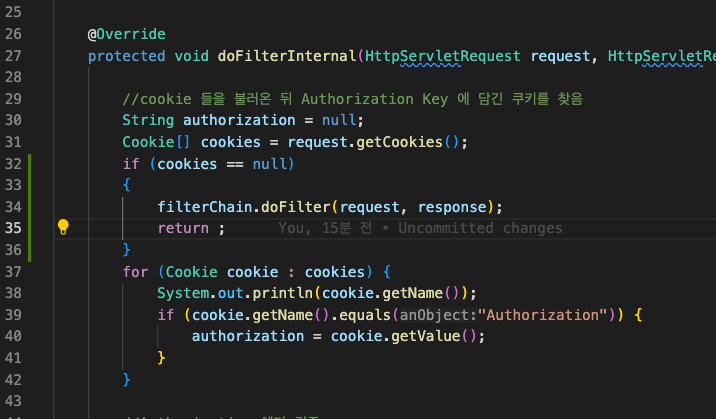 25
26 @Override
27 protected void doFilterInternal(HttpServletRequest request, HttpServletRe
28
29 //cookie 들을 불러온 뒤 Authorization Key 에 담긴 쿠키를 찾음
30 String authorization = null;
31 Cookie[] cookies = request.getCookies();
32 if (cookies == null)
33 {
34 filterChain.doFilter(request, response);
35 return ; You, 15분 전 • Uncommitted changes
36 }
37 for (Cookie cookie : cookies) {
38 System.out.println(cookie.getName());
39 if (cookie.getName().equals(anObject:"Authorization")) {
40 authorization = cookie.getValue();
41 }
42 }
43